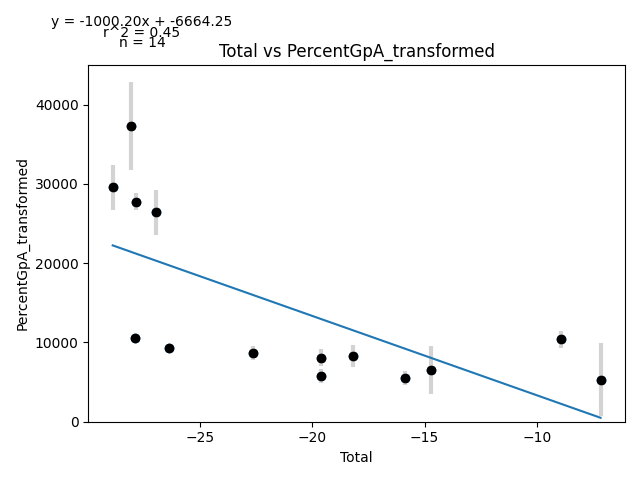 y = -1000.20x + -6664.25
r^2 = 0.45
n = 14
Total vs PercentGpA_transformed
PercentGpA_transformed
40000
30000
20000
10000
0
−25
−20
−15
−10
Total